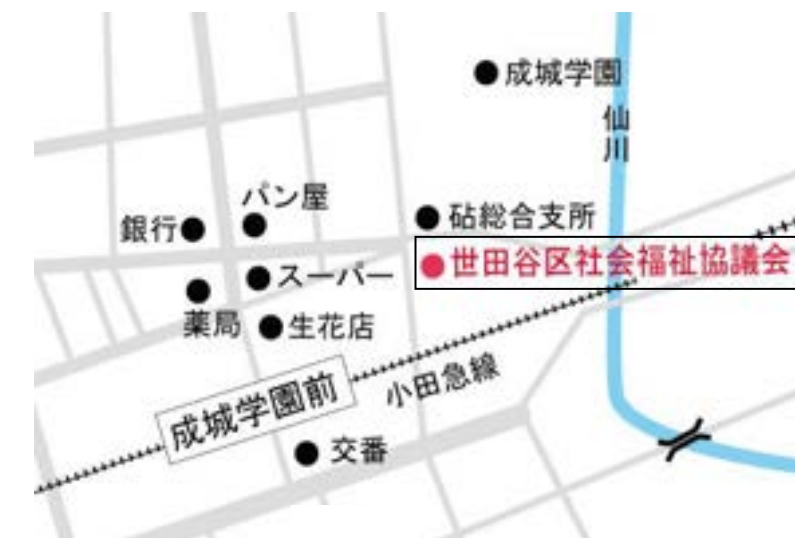 成城学園
仙川
パン屋
銀行
砧総合支所
世田谷区社会福祉協議会
スーパー
薬局
生花店
小田急線
成城学園前
交番